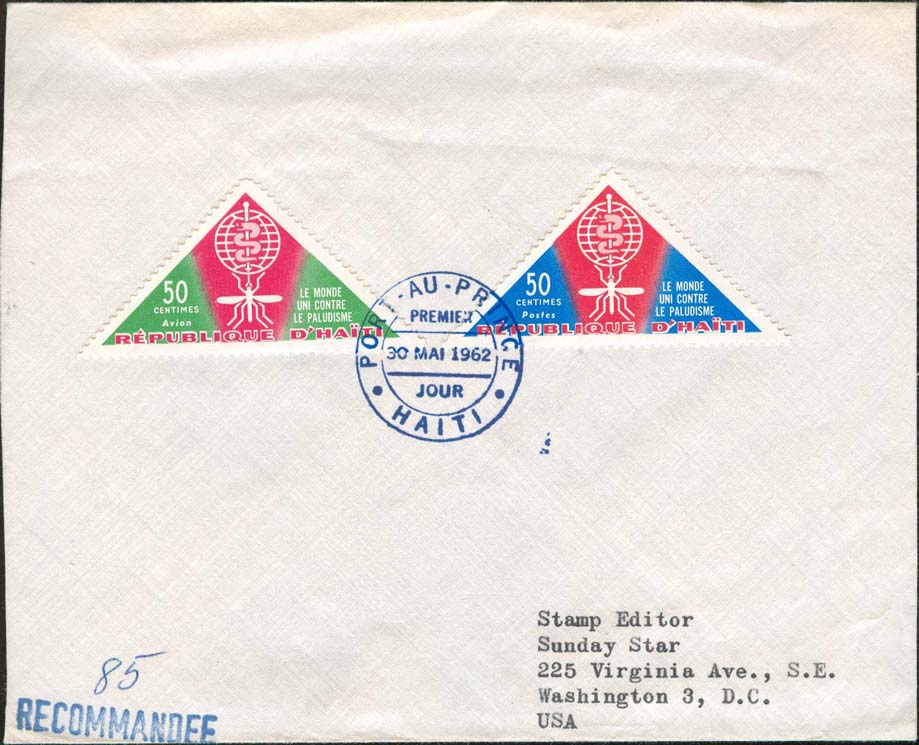 50
CENTIMES
Avion
LE MONDE
UNI CONTRE
LE PALUDISME
RÉPUBLIQUE D'HAÏTI
50
CENTIMES
Postes
LE MONDE
UNI CONTRE
LE PALUDISME
RÉPUBLIQUE D'HAÏTI
PORT-AU-PRINCE
PREMIER
30 MAI 1962
JOUR
HAITI
Stamp Editor
Sunday Star
225 Virginia Ave., S.E.
Washington 3, D.C.
USA
85
RECOMMANDEE